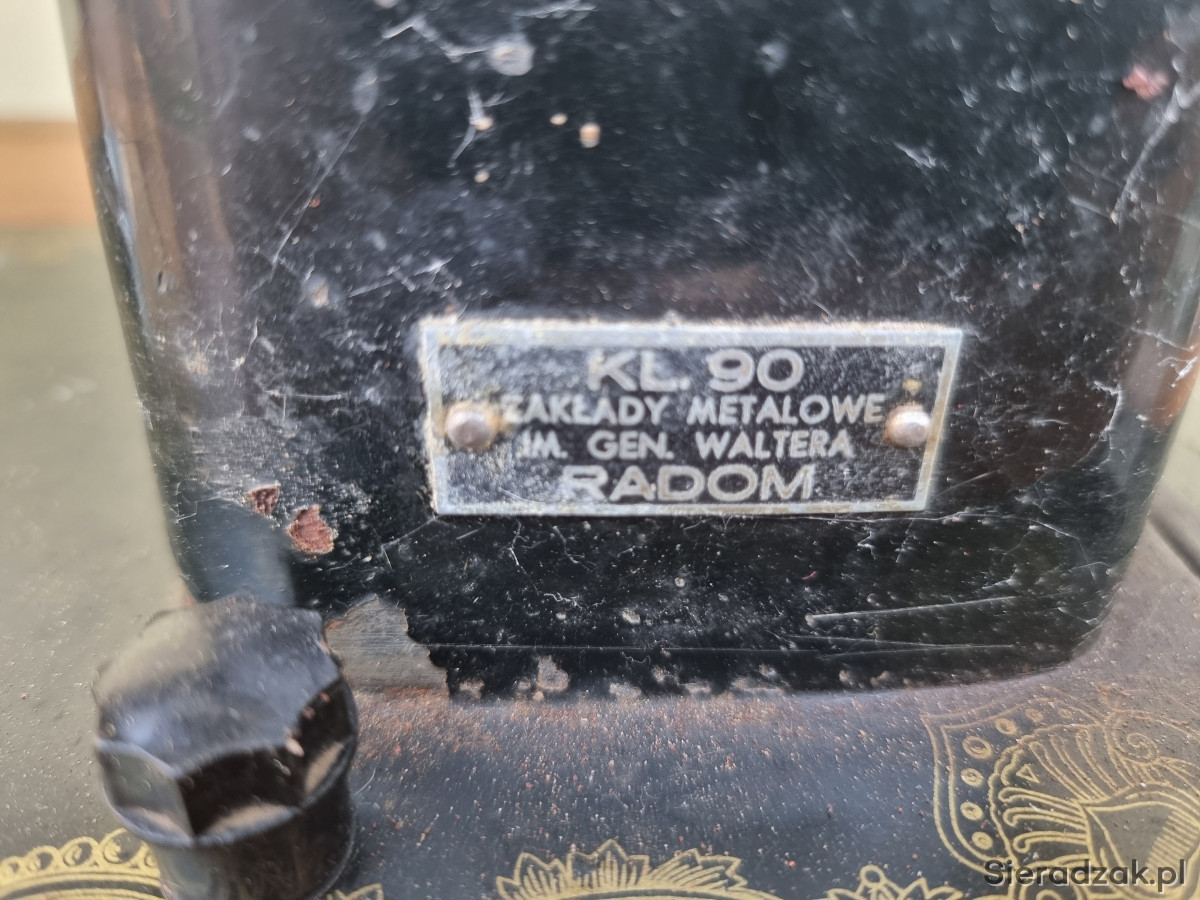 KL. 90
ZAKŁADY METALOWE
IM. GEN. WALTERA
RADOM
Sieradzak.pl